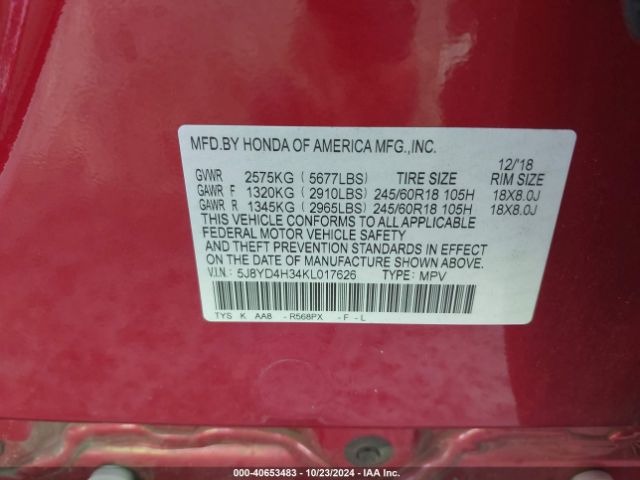 MFD.BY HONDA OF AMERICA MFG.,INC.
12/'18
GVWR 2575KG ( 5677LBS) TIRE SIZE RIM SIZE
GAWR F 1320KG ( 2910LBS) 245/60R18 105H 18X8.0J
GAWR R 1345KG ( 2965LBS) 245/60R18 105H 18X8.0J
THIS VEHICLE CONFORMS TO ALL APPLICABLE
FEDERAL MOTOR VEHICLE SAFETY
AND THEFT PREVENTION STANDARDS IN EFFECT
ON THE DATE OF MANUFACTURE SHOWN ABOVE.
V.I.N.: 5J8YD4H34KL017626 TYPE: MPV
TYS K AA8 - R568PX - F - L
000-40653483 | 10/23/2024 | IAA Inc.